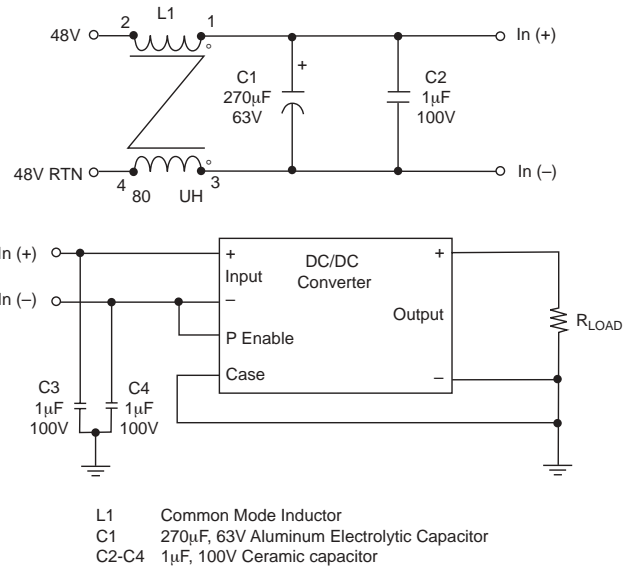 L1
2 1
48V
In (+)
+
C1
270µF
63V
C2
1µF
100V
48V RTN
4 80 UH 3
In (–)
In (+)
+
Input
DC/DC
Converter
+
In (–)
–
Output
P Enable
RLOAD
Case
–
C3
1µF
100V
C4
1µF
100V
L1 Common Mode Inductor
C1 270µF, 63V Aluminum Electrolytic Capacitor
C2-C4 1µF, 100V Ceramic capacitor